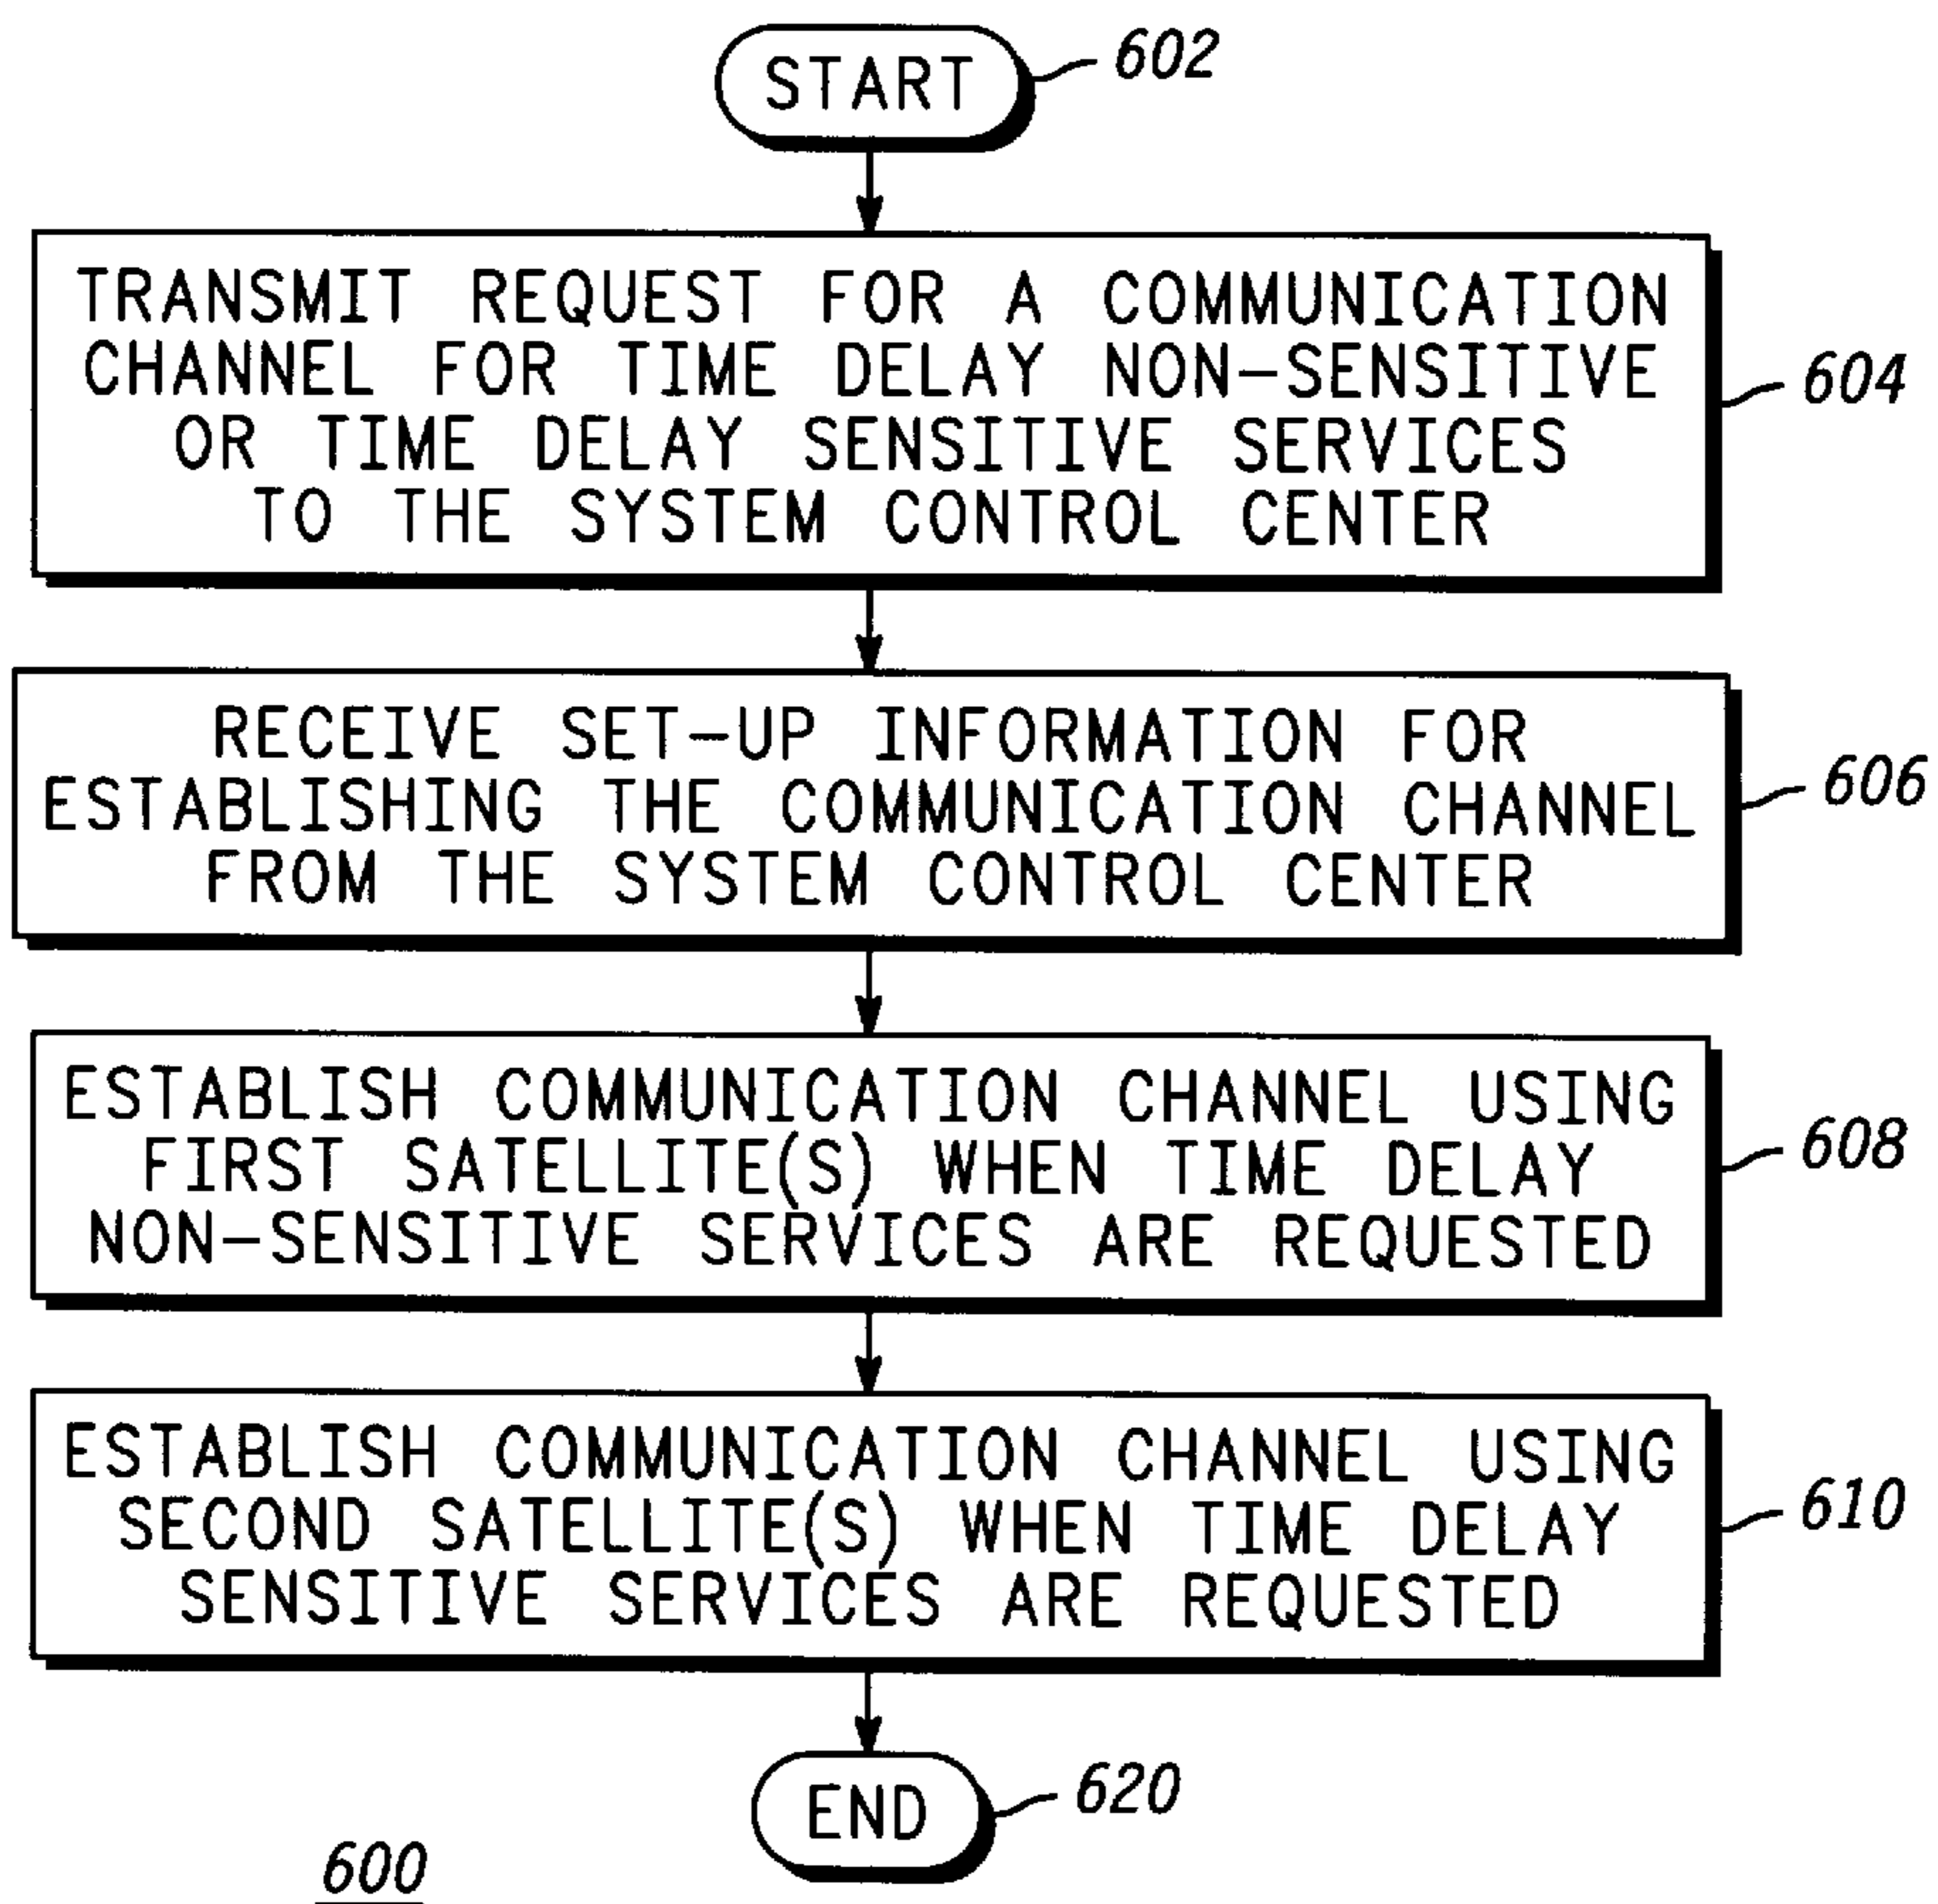 START
602
TRANSMIT REQUEST FOR A COMMUNICATION
CHANNEL FOR TIME DELAY NON-SENSITIVE
OR TIME DELAY SENSITIVE SERVICES
TO THE SYSTEM CONTROL CENTER
604
RECEIVE SET-UP INFORMATION FOR
ESTABLISHING THE COMMUNICATION CHANNEL
FROM THE SYSTEM CONTROL CENTER
606
ESTABLISH COMMUNICATION CHANNEL USING
FIRST SATELLITE(S) WHEN TIME DELAY
NON-SENSITIVE SERVICES ARE REQUESTED
608
ESTABLISH COMMUNICATION CHANNEL USING
SECOND SATELLITE(S) WHEN TIME DELAY
SENSITIVE SERVICES ARE REQUESTED
610
END
620
600